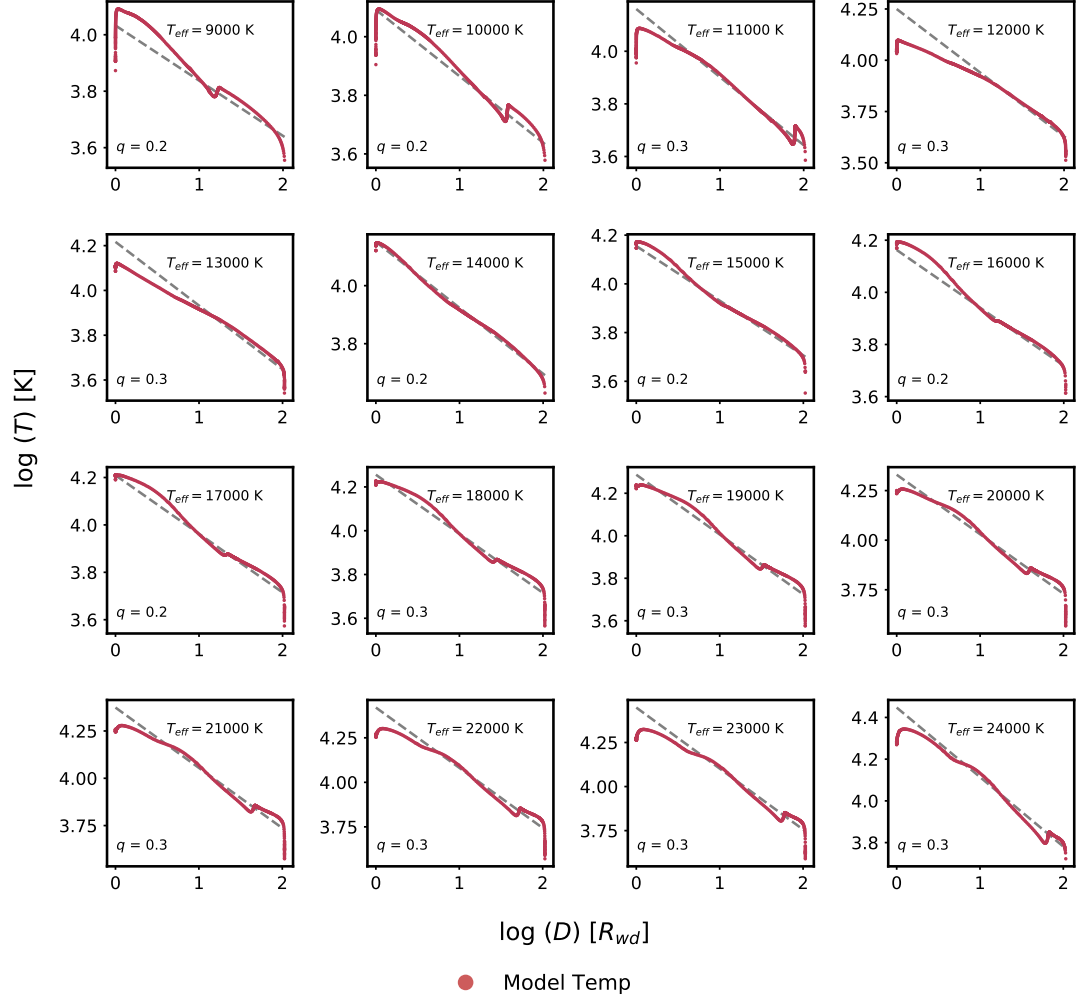 log (T) [K]
4.0
3.8
3.6
0
1
2
T_eff = 9000 K
q = 0.2
4.0
3.8
3.6
0
1
2
T_eff = 10000 K
q = 0.2
4.0
3.8
3.6
0
1
2
T_eff = 11000 K
q = 0.3
4.25
4.00
3.75
3.50
0
1
2
T_eff = 12000 K
q = 0.3
4.2
4.0
3.8
3.6
0
1
2
T_eff = 13000 K
q = 0.3
4.0
3.8
0
1
2
T_eff = 14000 K
q = 0.2
4.2
4.0
3.8
3.6
0
1
2
T_eff = 15000 K
q = 0.2
4.2
4.0
3.8
3.6
0
1
2
T_eff = 16000 K
q = 0.2
4.2
4.0
3.8
3.6
0
1
2
T_eff = 17000 K
q = 0.2
4.2
4.0
3.8
3.6
0
1
2
T_eff = 18000 K
q = 0.3
4.2
4.0
3.8
3.6
0
1
2
T_eff = 19000 K
q = 0.3
4.25
4.00
3.75
0
1
2
T_eff = 20000 K
q = 0.3
4.25
4.00
3.75
0
1
2
T_eff = 21000 K
q = 0.3
4.25
4.00
3.75
0
1
2
T_eff = 22000 K
q = 0.3
4.25
4.00
3.75
0
1
2
T_eff = 23000 K
q = 0.3
4.4
4.2
4.0
3.8
0
1
2
T_eff = 24000 K
q = 0.3
log (D) [R_wd]
Model Temp